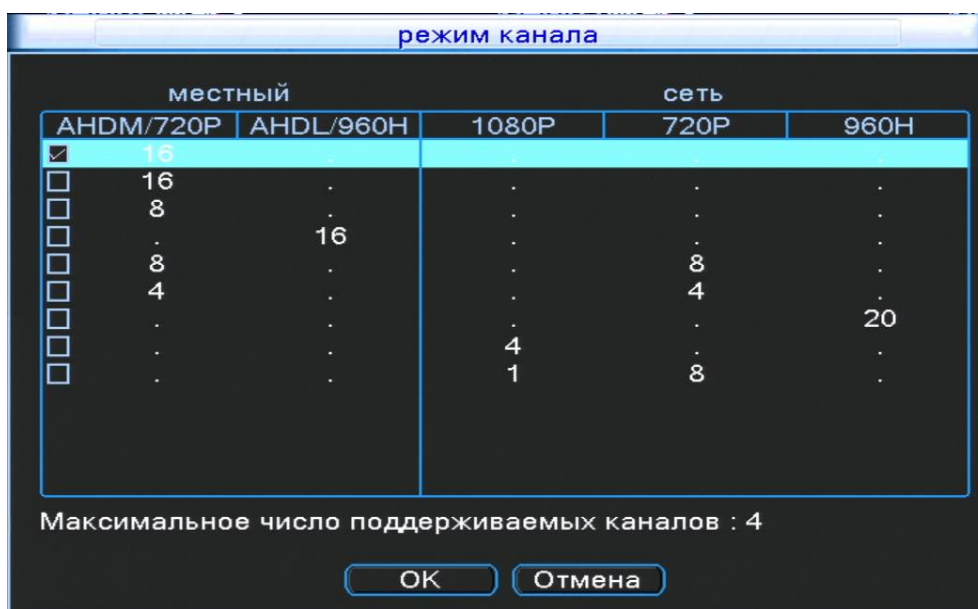 режим канала
местный сеть
AHDM/720P AHDL/960H 1080P 720P 960H
16 . . . .
16 . . . .
8 . . . .
. 16 . . .
8 . . 8 .
4 . . 4 .
. . . . 20
. . 4 . .
. . 1 8 .
Максимальное число поддерживаемых каналов : 4
OK Отмена